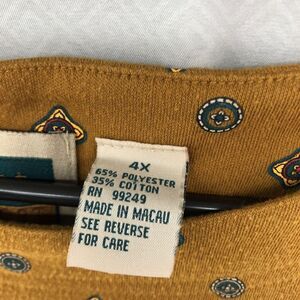 4X
65% POLYESTER
35% COTTON
RN 99249
MADE IN MACAU
SEE REVERSE
FOR CARE